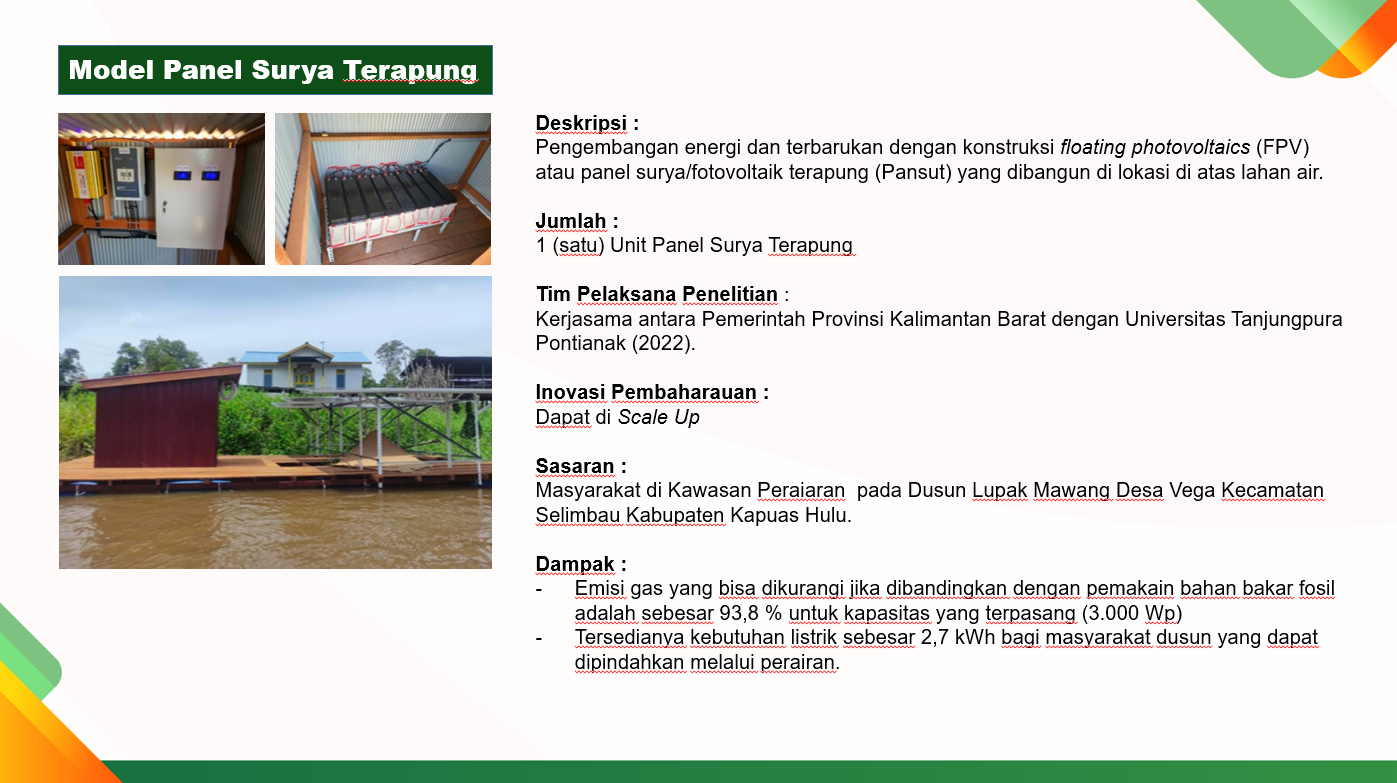 Model Panel Surya Terapung
Deskripsi :
Pengembangan energi dan terbarukan dengan konstruksi floating photovoltaics (FPV)
atau panel surya/fotovoltaik terapung (Pansut) yang dibangun di lokasi di atas lahan air.
Jumlah :
1 (satu) Unit Panel Surya Terapung
Tim Pelaksana Penelitian :
Kerjasama antara Pemerintah Provinsi Kalimantan Barat dengan Universitas Tanjungpura
Pontianak (2022).
Inovasi Pembaharauan :
Dapat di Scale Up
Sasaran :
Masyarakat di Kawasan Peraiaran  pada Dusun Lupak Mawang Desa Vega Kecamatan
Selimbau Kabupaten Kapuas Hulu.
Dampak :
- Emisi gas yang bisa dikurangi jika dibandingkan dengan pemakain bahan bakar fosil
adalah sebesar 93,8 % untuk kapasitas yang terpasang (3.000 Wp)
- Tersedianya kebutuhan listrik sebesar 2,7 kWh bagi masyarakat dusun yang dapat
dipindahkan melalui perairan.